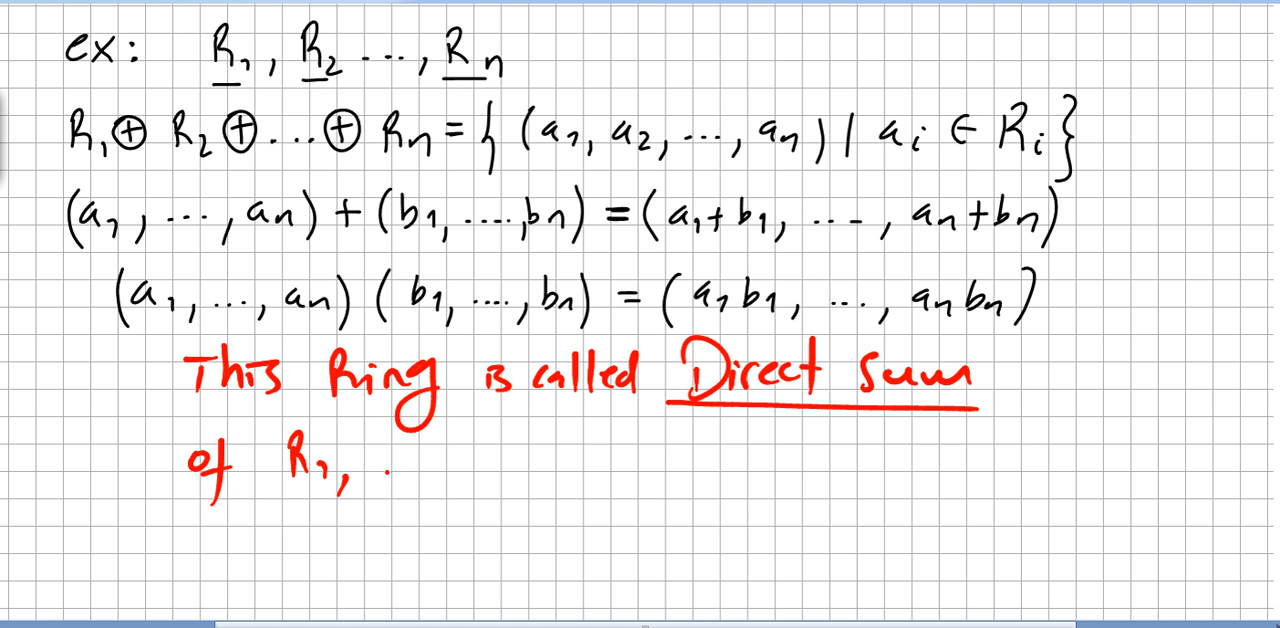 ex: R₁, R₂ ..., Rn
R₁ ⊕ R₂ ⊕ ... ⊕ Rn = { (a₁, a₂, ..., an) | ai ∈ Ri }
(a₁, ..., an) + (b₁, ..., bn) = (a₁+b₁, ..., an+bn)
(a₁, ..., an) (b₁, ..., bn) = (a₁b₁, ..., anbn)
This Ring is called Direct sum
of R₁, .